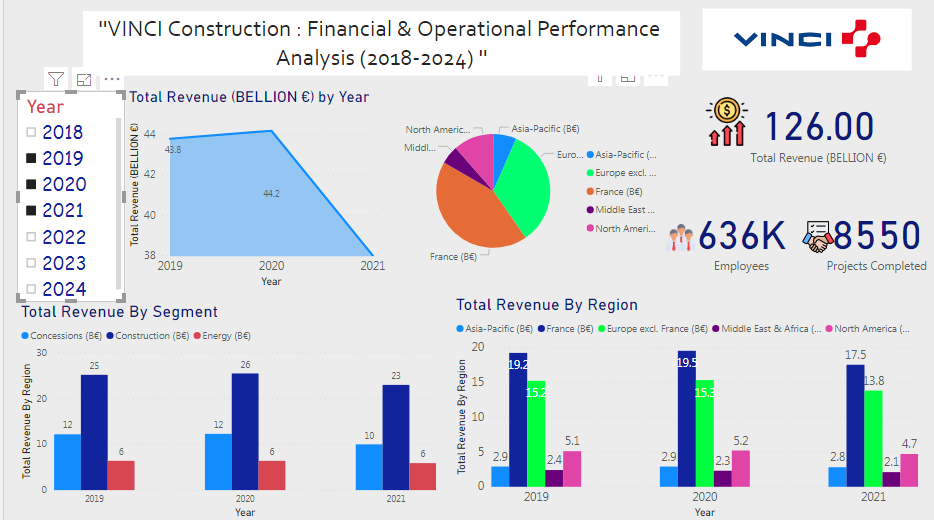 "VINCI Construction : Financial & Operational Performance
Analysis (2018-2024) "
VINCI
Year
2018
2019
2020
2021
2022
2023
2024
Total Revenue (BELLION €) by Year
Total Revenue (BELLION €)
44
42
40
38
43.8
44.2
2019
2020
2021
Year
North Americ...
Asia-Pacific (B€)
Middl...
Euro...
France (B€)
Asia-Pacific (...
Europe excl. ...
France (B€)
Middle East ...
North Ameri...
126.00
Total Revenue (BELLION €)
636K
Employees
8550
Projects Completed
Total Revenue By Segment
Concessions (B€)
Construction (B€)
Energy (B€)
Total Revenue By Region
30
20
10
0
12
25
6
12
26
6
10
23
6
2019
2020
2021
Year
Total Revenue By Region
Asia-Pacific (B€)
France (B€)
Europe excl. France (B€)
Middle East & Africa (...
North America (...
Total Revenue By Region
20
15
10
5
0
2.9
19.2
15.2
2.4
5.1
2.9
19.5
15.3
2.3
5.2
2.8
17.5
13.8
2.1
4.7
2019
2020
2021
Year